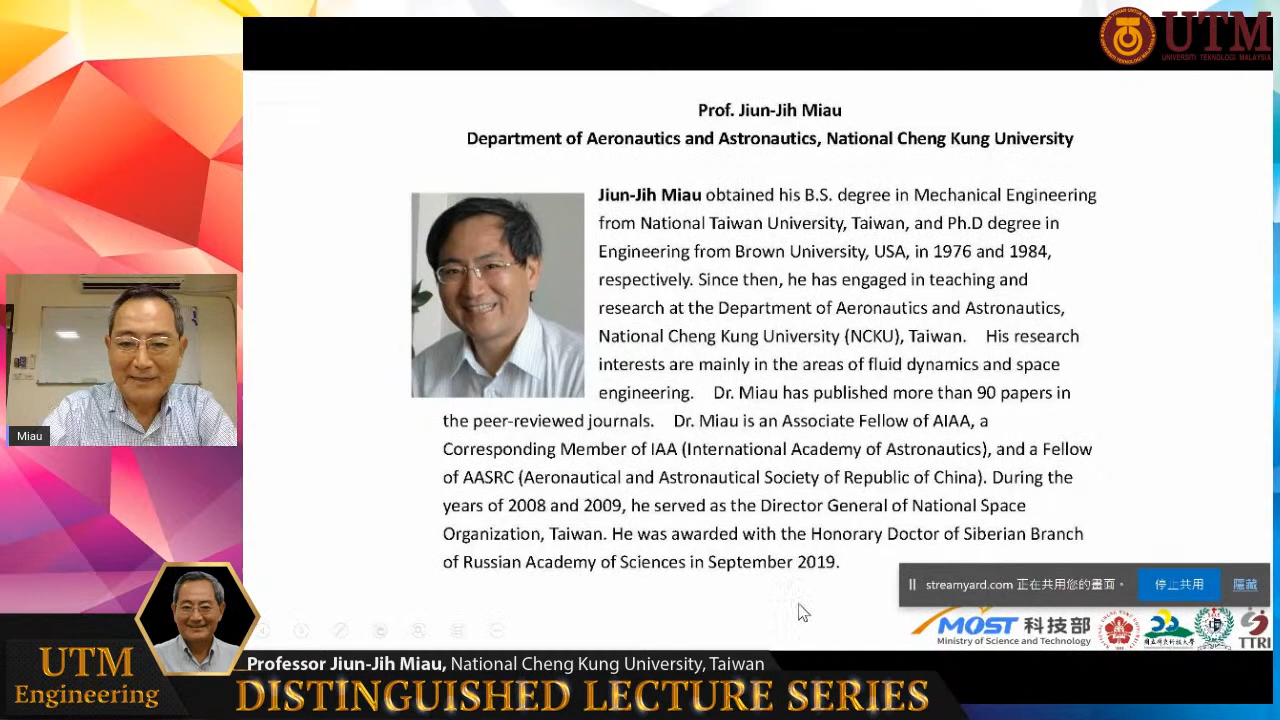 UTM
UNIVERSITI TEKNOLOGI MALAYSIA
Prof. Jiun-Jih Miau
Department of Aeronautics and Astronautics, National Cheng Kung University
Jiun-Jih Miau obtained his B.S. degree in Mechanical Engineering
from National Taiwan University, Taiwan, and Ph.D degree in
Engineering from Brown University, USA, in 1976 and 1984,
respectively. Since then, he has engaged in teaching and
research at the Department of Aeronautics and Astronautics,
National Cheng Kung University (NCKU), Taiwan. His research
interests are mainly in the areas of fluid dynamics and space
engineering. Dr. Miau has published more than 90 papers in
the peer-reviewed journals. Dr. Miau is an Associate Fellow of AIAA, a
Corresponding Member of IAA (International Academy of Astronautics), and a Fellow
of AASRC (Aeronautical and Astronautical Society of Republic of China). During the
years of 2008 and 2009, he served as the Director General of National Space
Organization, Taiwan. He was awarded with the Honorary Doctor of Siberian Branch
of Russian Academy of Sciences in September 2019.
Miau
streamyard.com 正在共用您的畫面。
停止共用
隱藏
MOST 科技部
Ministry of Science and Technology
TTRI
UTM
Engineering
Professor Jiun-Jih Miau, National Cheng Kung University, Taiwan
DISTINGUISHED LECTURE SERIES